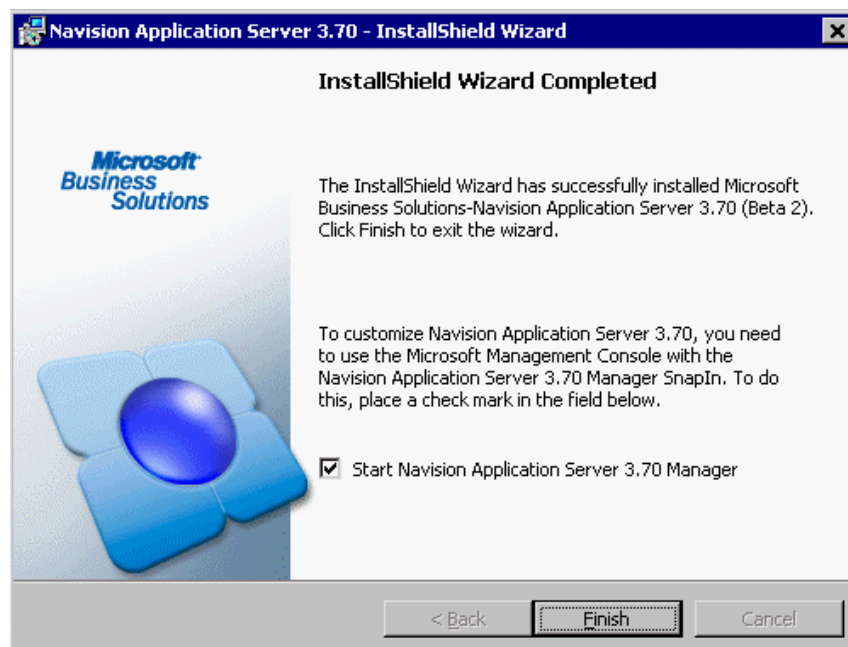 Navision Application Server 3.70 - InstallShield Wizard
InstallShield Wizard Completed
Microsoft
Business
Solutions
The InstallShield Wizard has successfully installed Microsoft
Business Solutions-Navision Application Server 3.70 (Beta 2).
Click Finish to exit the wizard.
To customize Navision Application Server 3.70, you need
to use the Microsoft Management Console with the
Navision Application Server 3.70 Manager SnapIn. To do
this, place a check mark in the field below.
Start Navision Application Server 3.70 Manager
< Back
Finish
Cancel